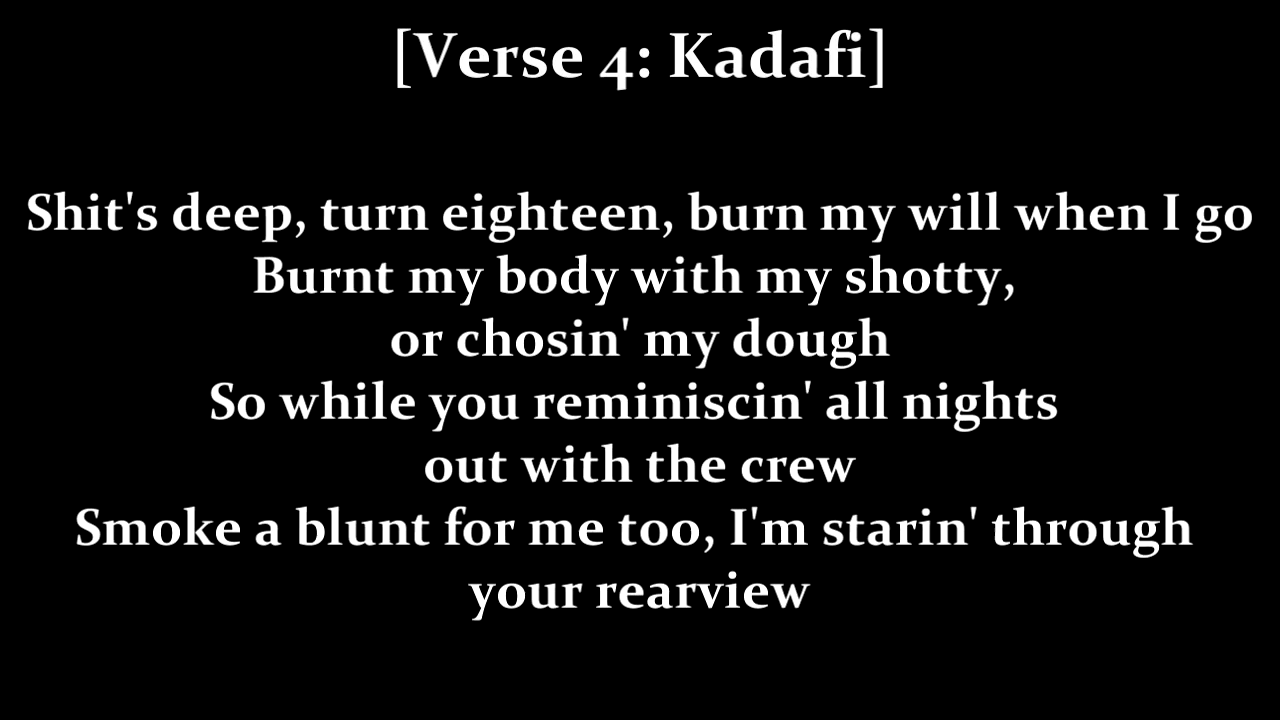 [Verse 4: Kadafi]
Shit's deep, turn eighteen, burn my will when I go
Burnt my body with my shotty,
or chosin' my dough
So while you reminiscin' all nights
out with the crew
Smoke a blunt for me too, I'm starin' through
your rearview